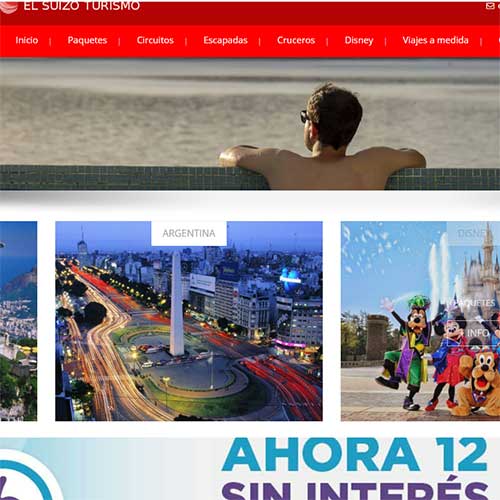 EL SUIZO TURISMO
Inicio | Paquetes | Circuitos | Escapadas | Cruceros | Disney | Viajes a medida |
ARGENTINA
DISNEY
PAQUETES
+ INFO
AHORA 12
SIN INTERÉS